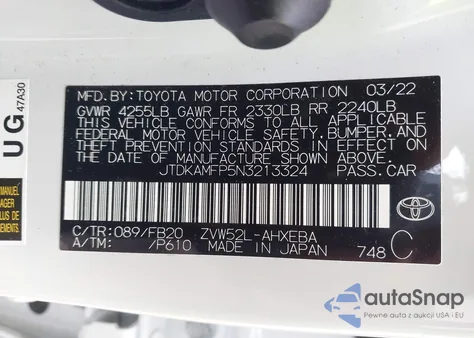 MFD.BY:TOYOTA MOTOR CORPORATION 03/22
GVWR 4255LB GAWR FR 2330LB RR 2240LB
THIS VEHICLE CONFORMS TO ALL APPLICABLE
FEDERAL MOTOR VEHICLE SAFETY, BUMPER, AND
THEFT PREVENTION STANDARDS IN EFFECT ON
THE DATE OF MANUFACTURE SHOWN ABOVE.
JTDKAMFP5N3213324 PASS.CAR
C/TR:089/FB20 ZVW52L-AHXEBA
A/TM: /P610 MADE IN JAPAN 748 C
TOYOTA
UG
47A30
MANUEL
autoSnap
Pewne auta z aukcji USA i EU